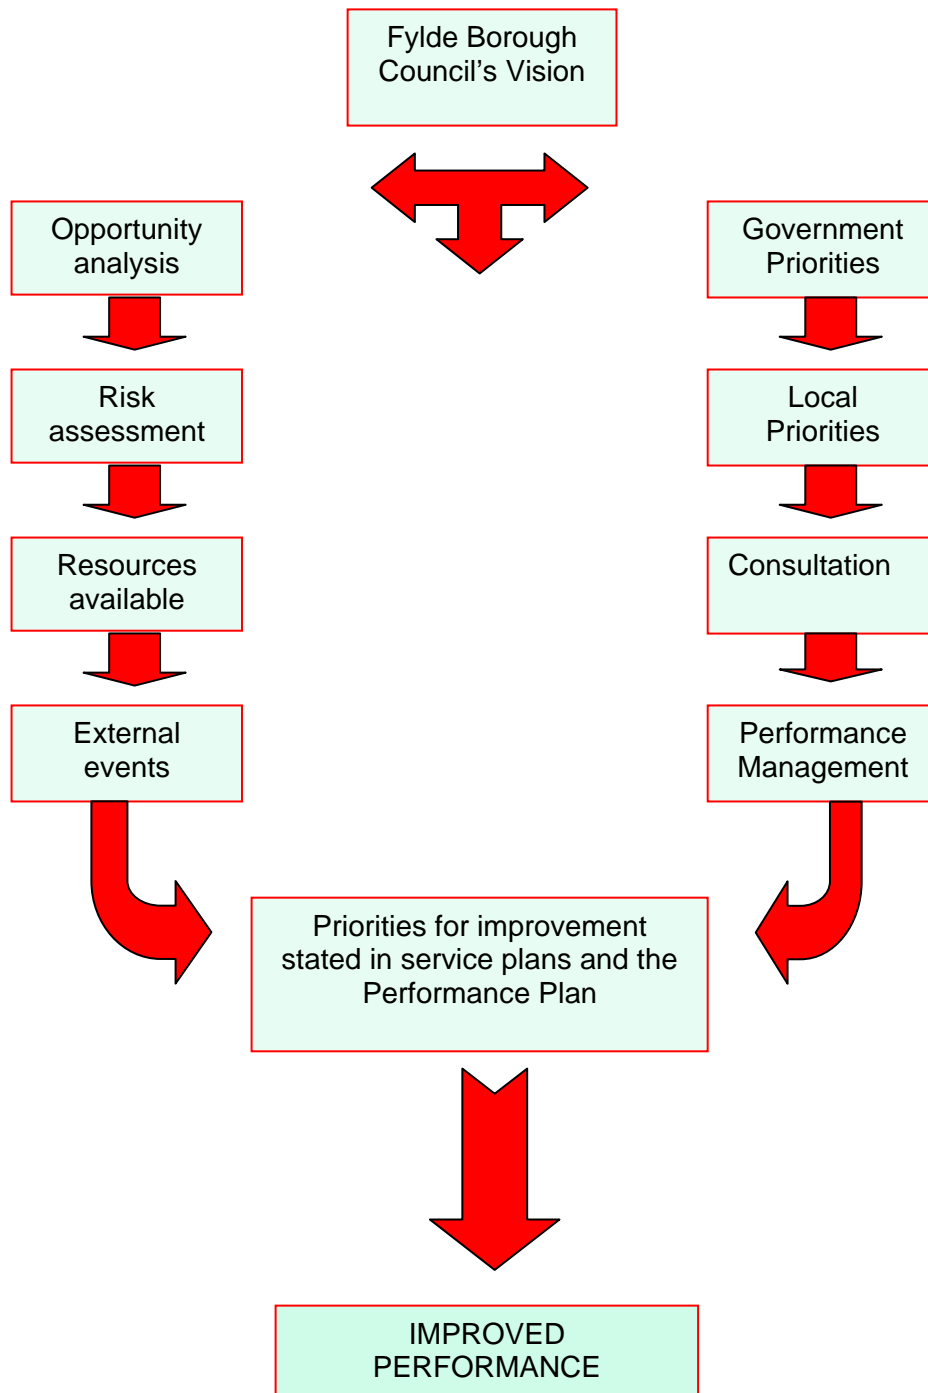 Fylde Borough
Council's Vision
Opportunity
analysis
Government
Priorities
Risk
assessment
Local
Priorities
Resources
available
Consultation
External
events
Performance
Management
Priorities for improvement
stated in service plans and the
Performance Plan
IMPROVED
PERFORMANCE